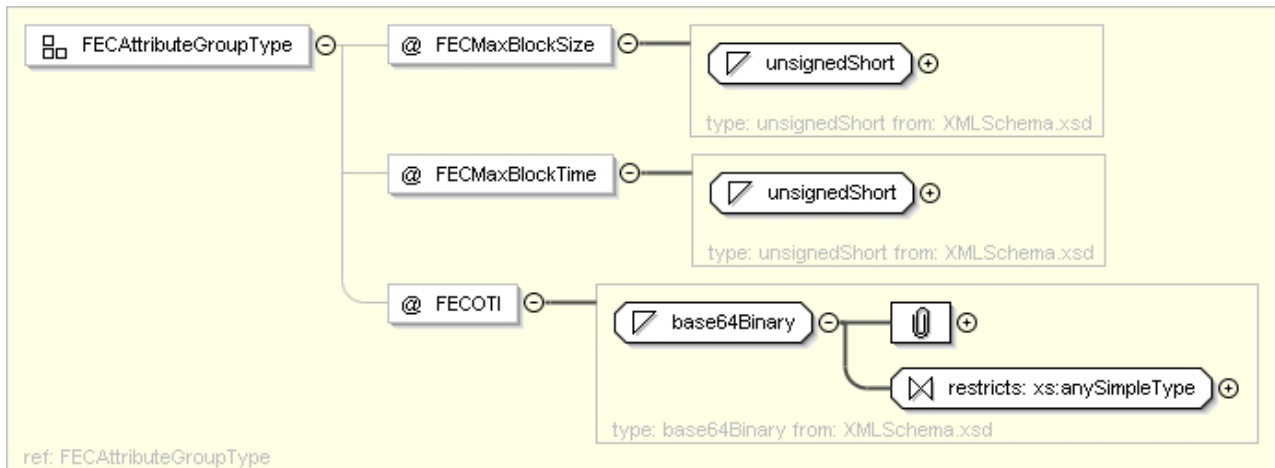 FECAttributeGroupType
@ FECMaxBlockSize
unsignedShort
type: unsignedShort from: XMLSchema.xsd
@ FECMaxBlockTime
unsignedShort
type: unsignedShort from: XMLSchema.xsd
@ FECOTI
base64Binary
restricts: xs:anySimpleType
type: base64Binary from: XMLSchema.xsd
ref: FECAttributeGroupType